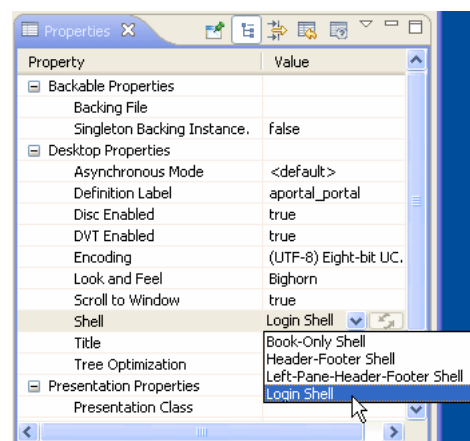 Properties
Property Value
Backable Properties
Backing File
Singleton Backing Instance. false
Desktop Properties
Asynchronous Mode <default>
Definition Label aportal_portal
Disc Enabled true
DVT Enabled true
Encoding (UTF-8) Eight-bit UC.
Look and Feel Bighorn
Scroll to Window true
Shell Login Shell
Title Book-Only Shell
Header-Footer Shell
Tree Optimization Left-Pane-Header-Footer Shell
Presentation Properties Login Shell
Presentation Class